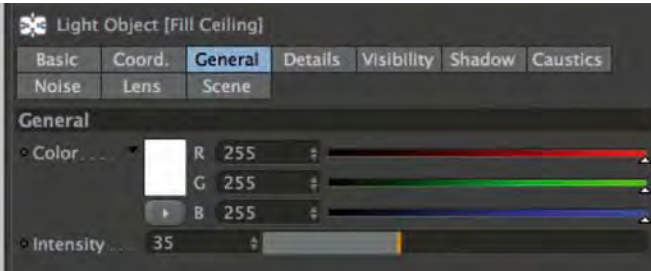 Light Object [Fill Ceiling]
Basic Coord. General Details Visibility Shadow Caustics
Noise Lens Scene
General
Color . . . R 255
G 255
B 255
Intensity . . . 35